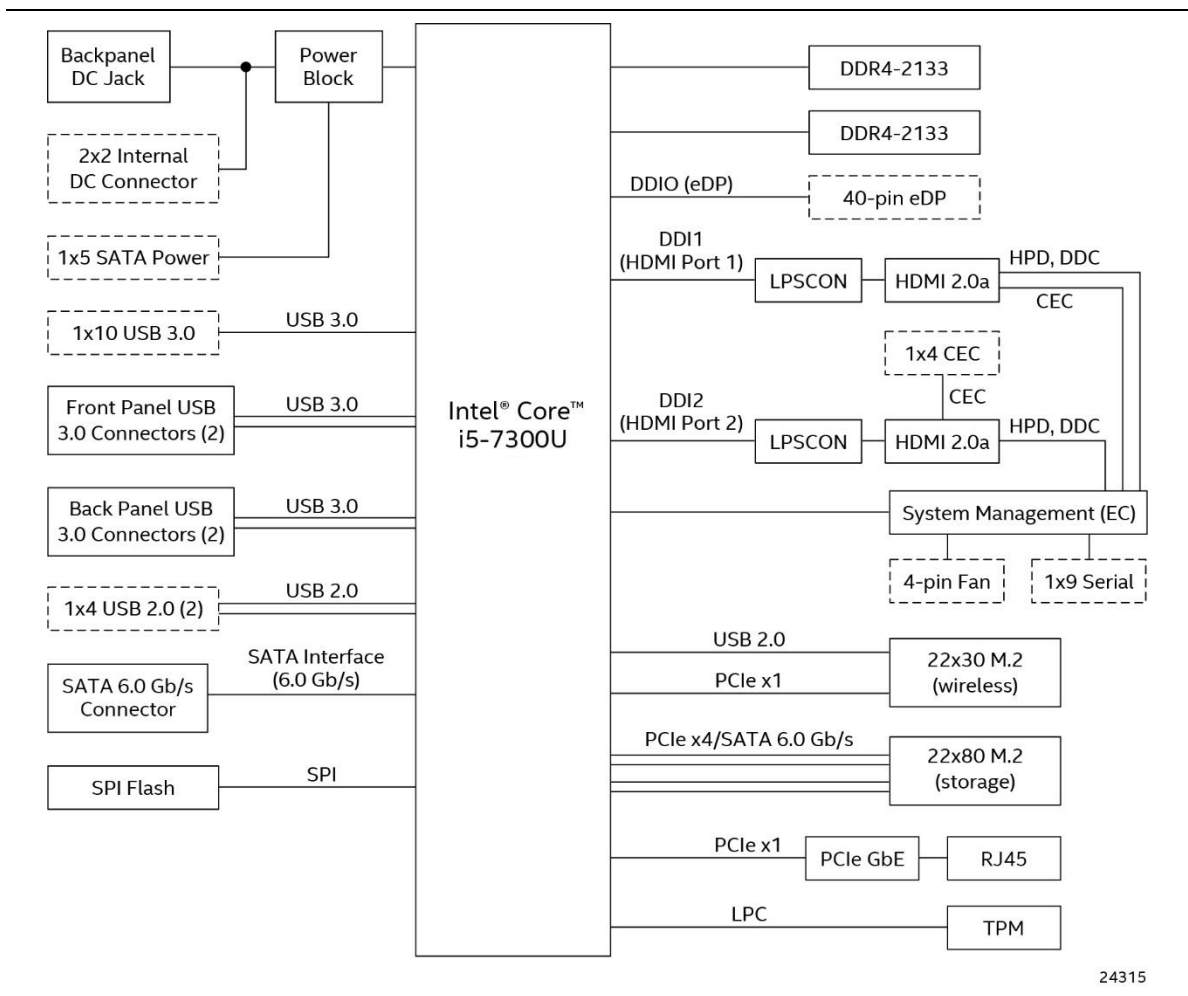 Backpanel
DC Jack
Power
Block
2x2 Internal
DC Connector
1x5 SATA Power
1x10 USB 3.0
USB 3.0
Front Panel USB
3.0 Connectors (2)
USB 3.0
Back Panel USB
3.0 Connectors (2)
USB 3.0
1x4 USB 2.0 (2)
USB 2.0
SATA 6.0 Gb/s
Connector
SATA Interface
(6.0 Gb/s)
SPI Flash
SPI
Intel® Core™
i5-7300U
DDR4-2133
DDR4-2133
DDIO (eDP)
40-pin eDP
DDI1
(HDMI Port 1)
LPSCON
HDMI 2.0a
HPD, DDC
CEC
1x4 CEC
CEC
DDI2
(HDMI Port 2)
LPSCON
HDMI 2.0a
HPD, DDC
System Management (EC)
4-pin Fan
1x9 Serial
USB 2.0
PCIe x1
22x30 M.2
(wireless)
PCIe x4/SATA 6.0 Gb/s
22x80 M.2
(storage)
PCIe x1
PCIe GbE
RJ45
LPC
TPM
24315